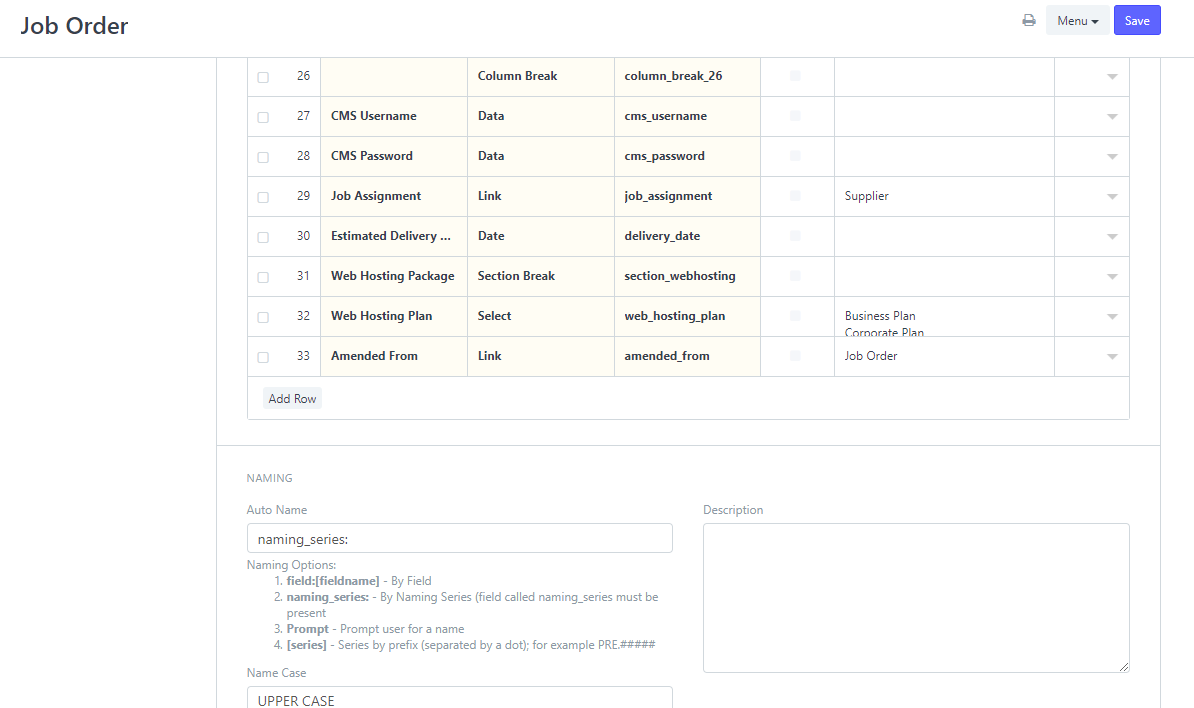 Job Order
Menu
Save
26 Column Break column_break_26
27 CMS Username Data cms_username
28 CMS Password Data cms_password
29 Job Assignment Link job_assignment Supplier
30 Estimated Delivery ... Date delivery_date
31 Web Hosting Package Section Break section_webhosting
32 Web Hosting Plan Select web_hosting_plan Business Plan
Corporate Plan
33 Amended From Link amended_from Job Order
Add Row
NAMING
Auto Name
naming_series:
Naming Options:
1. field:[fieldname] - By Field
2. naming_series: - By Naming Series (field called naming_series must be
present
3. Prompt - Prompt user for a name
4. [series] - Series by prefix (separated by a dot); for example PRE.#####
Name Case
UPPER CASE
Description